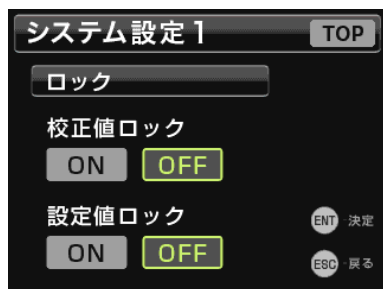 システム設定1 TOP
ロック
校正値ロック
ON OFF
設定値ロック
ENT -決定
ON OFF
ESC -戻る